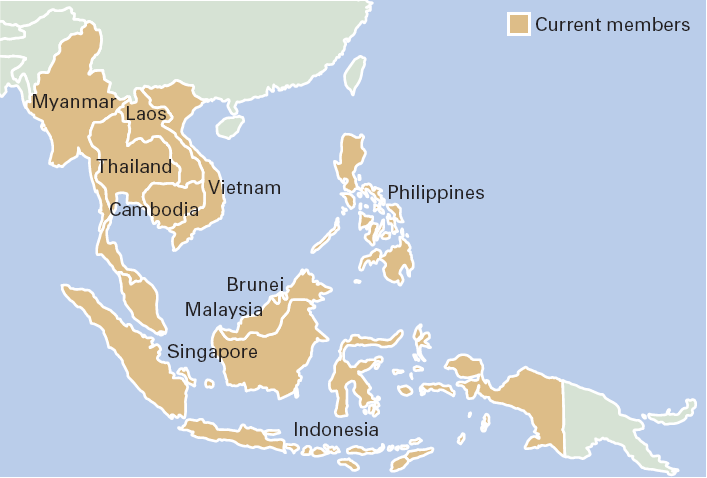 Current members
Myanmar
Laos
Thailand
Vietnam
Philippines
Cambodia
Brunei
Malaysia
Singapore
Indonesia